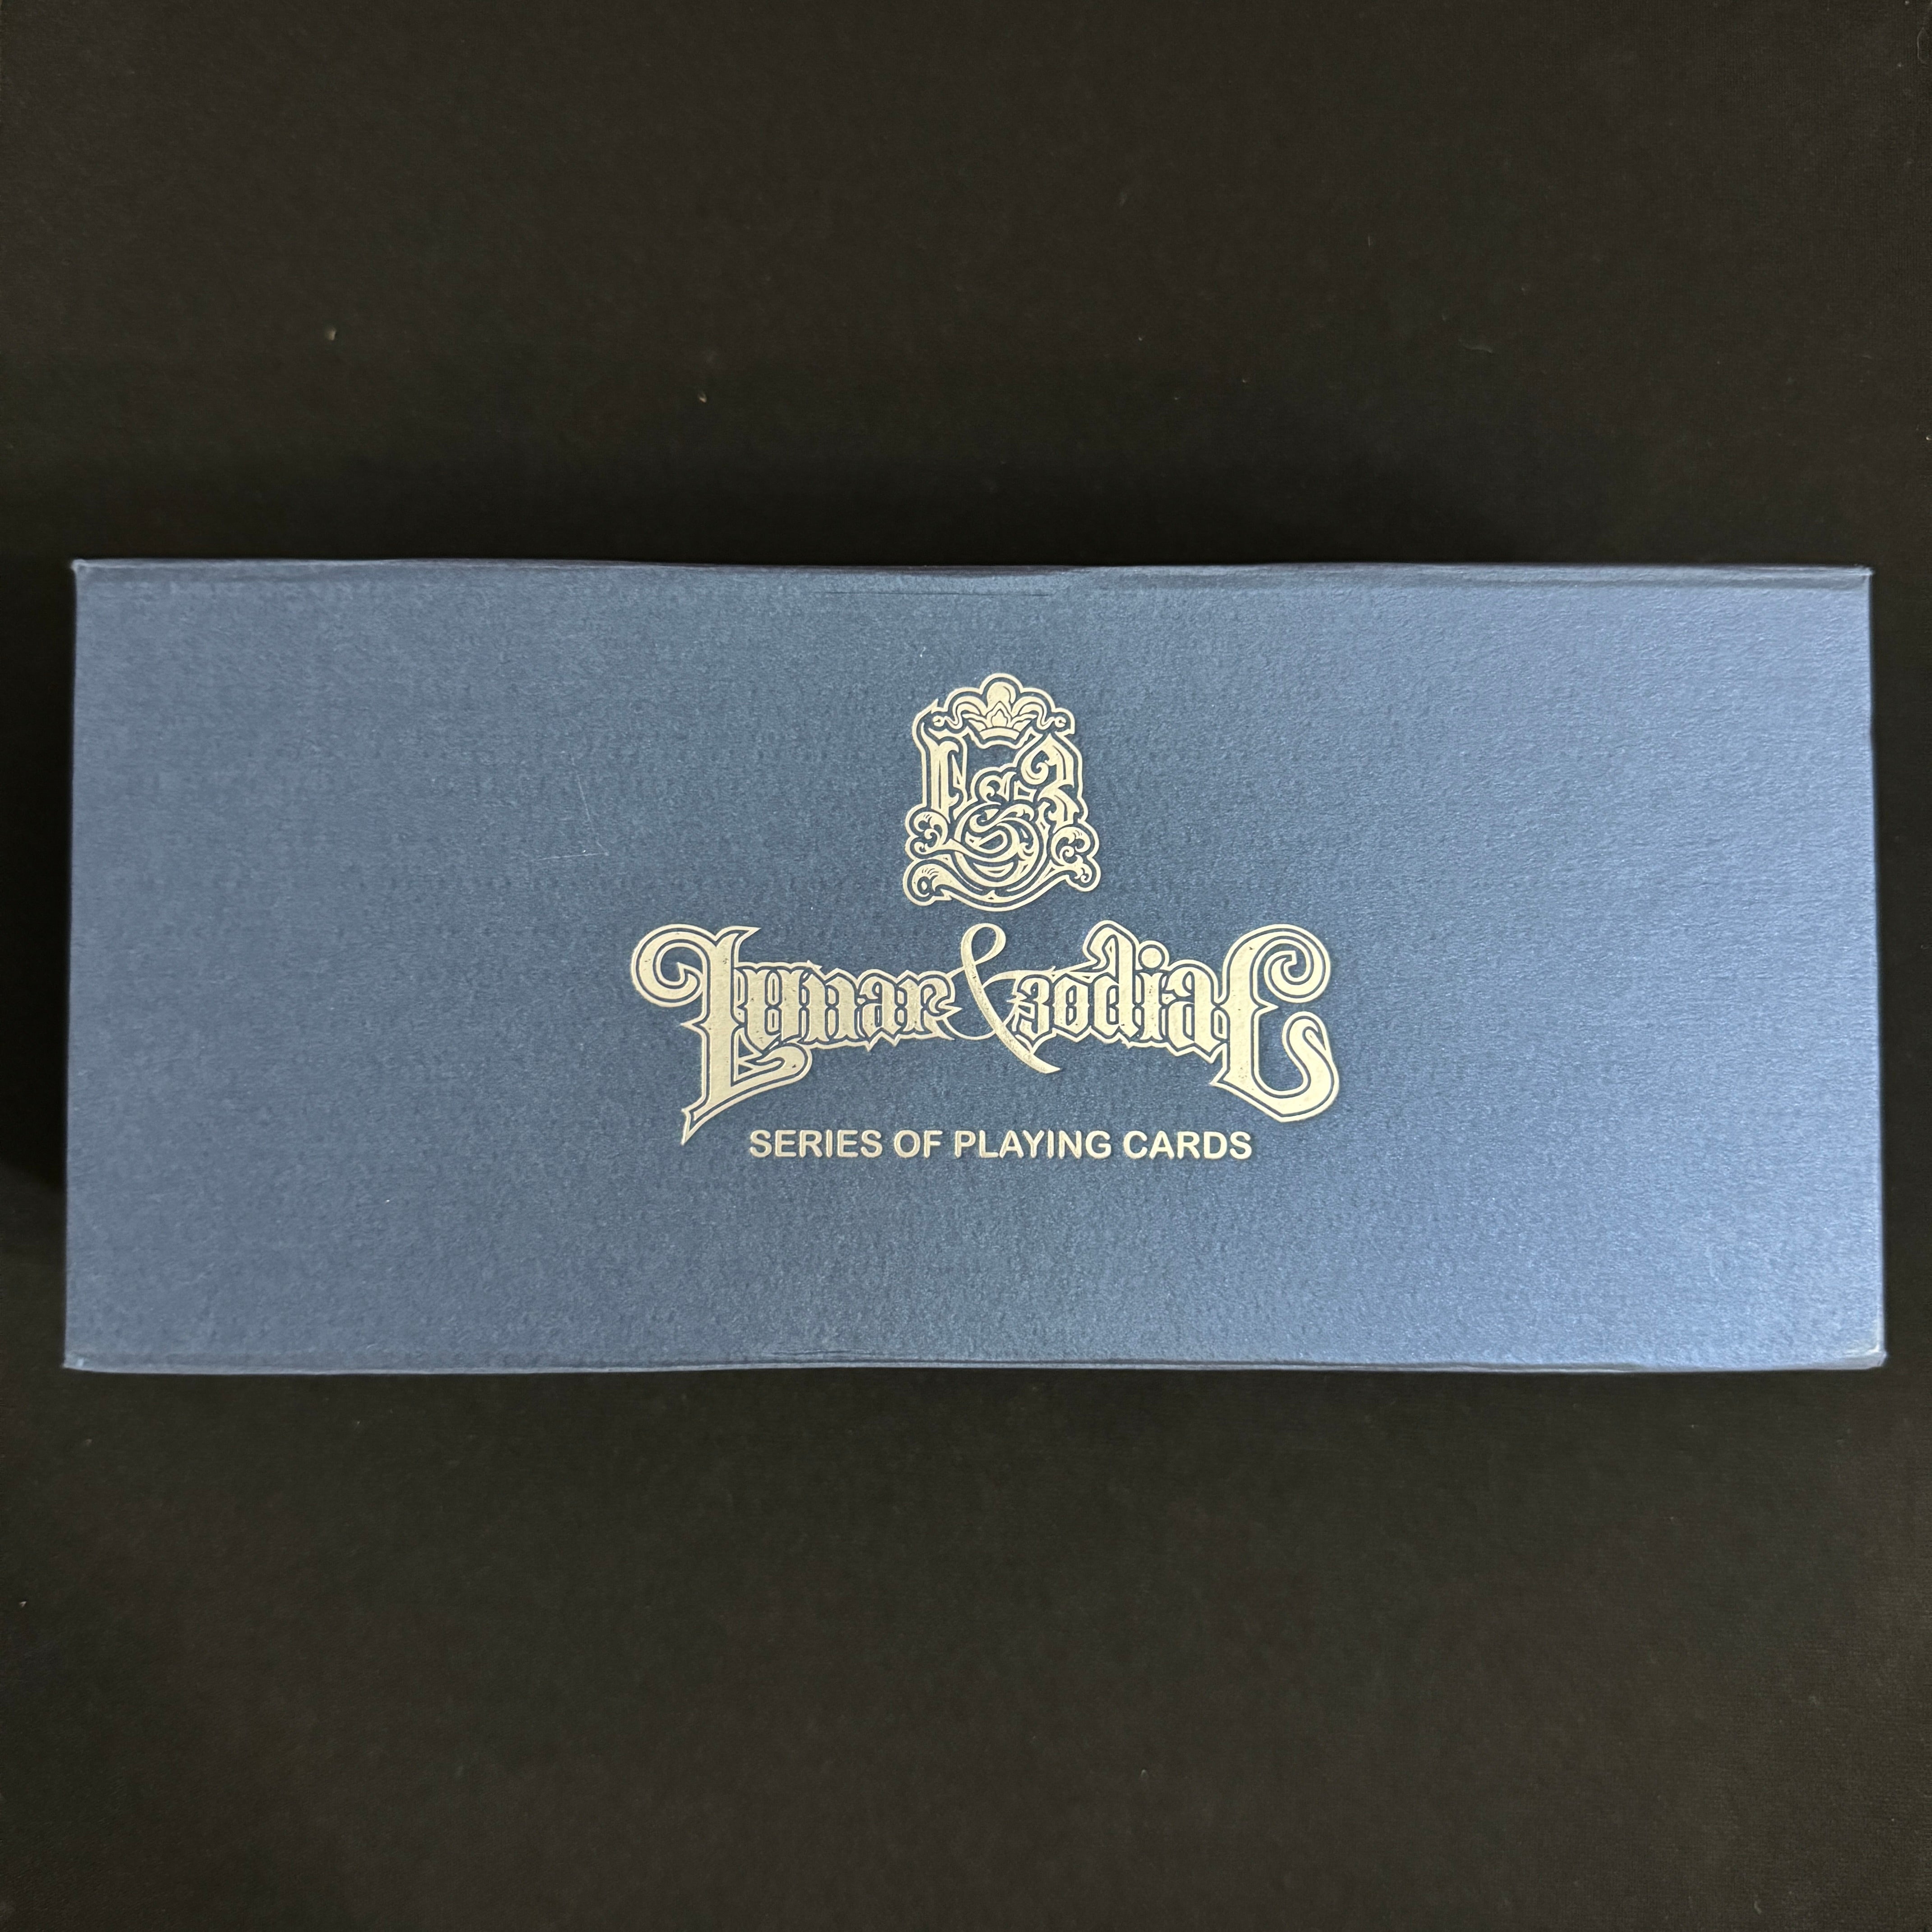 L&Z
Lunar & Zodiac
SERIES OF PLAYING CARDS